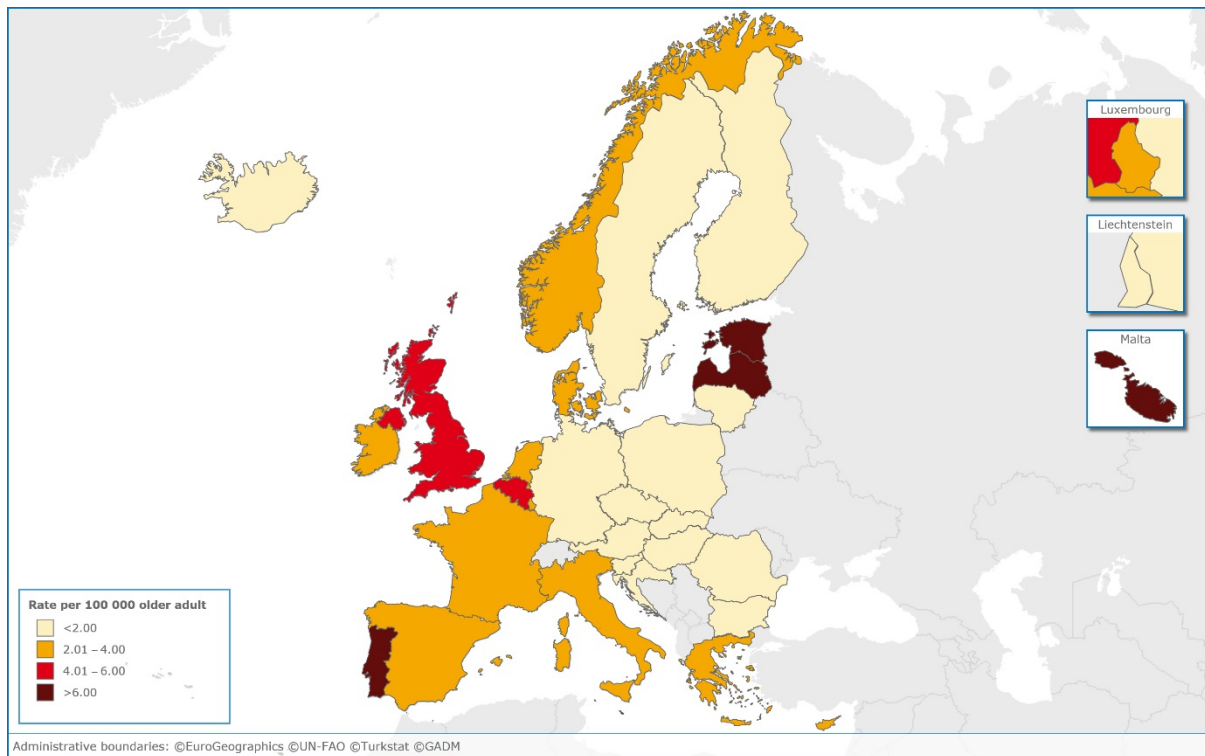 Luxembourg
Liechtenstein
Malta
Rate per 100 000 older adult
<2.00
2.01 – 4.00
4.01 – 6.00
>6.00
Administrative boundaries: ©EuroGeographics ©UN-FAO ©Turkstat ©GADM